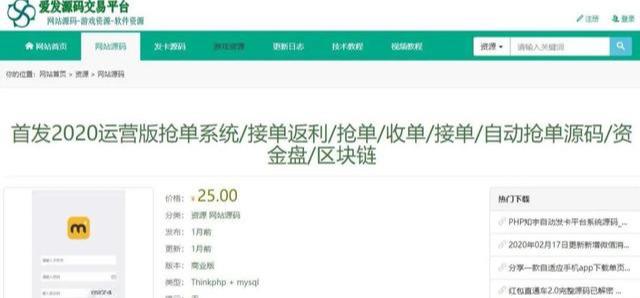 爱发源码交易平台
网站源码-游戏资源-软件资源
注册 登录
网站首页 网站源码 发卡源码 游戏资源 更新日志 技术教程 视频教程 资源 请输入关键词
你的位置：网站首页 > 资源 > 网站源码
首发2020运营版抢单系统/接单返利/抢单/收单/接单/自动抢单源码/资
金盘/区块链
价格：¥25.00
分类：资源 网站源码
发布：1月前
更新：1月前
版本：商业版
类型：Thinkphp + mysql
m
热门下载
PHP知宇自动发卡平台系统源码_...
2020年02月17日更新新增微信消...
分享一款自适应手机app下载单页...
红包直通车2.0完整源码已解密 ...